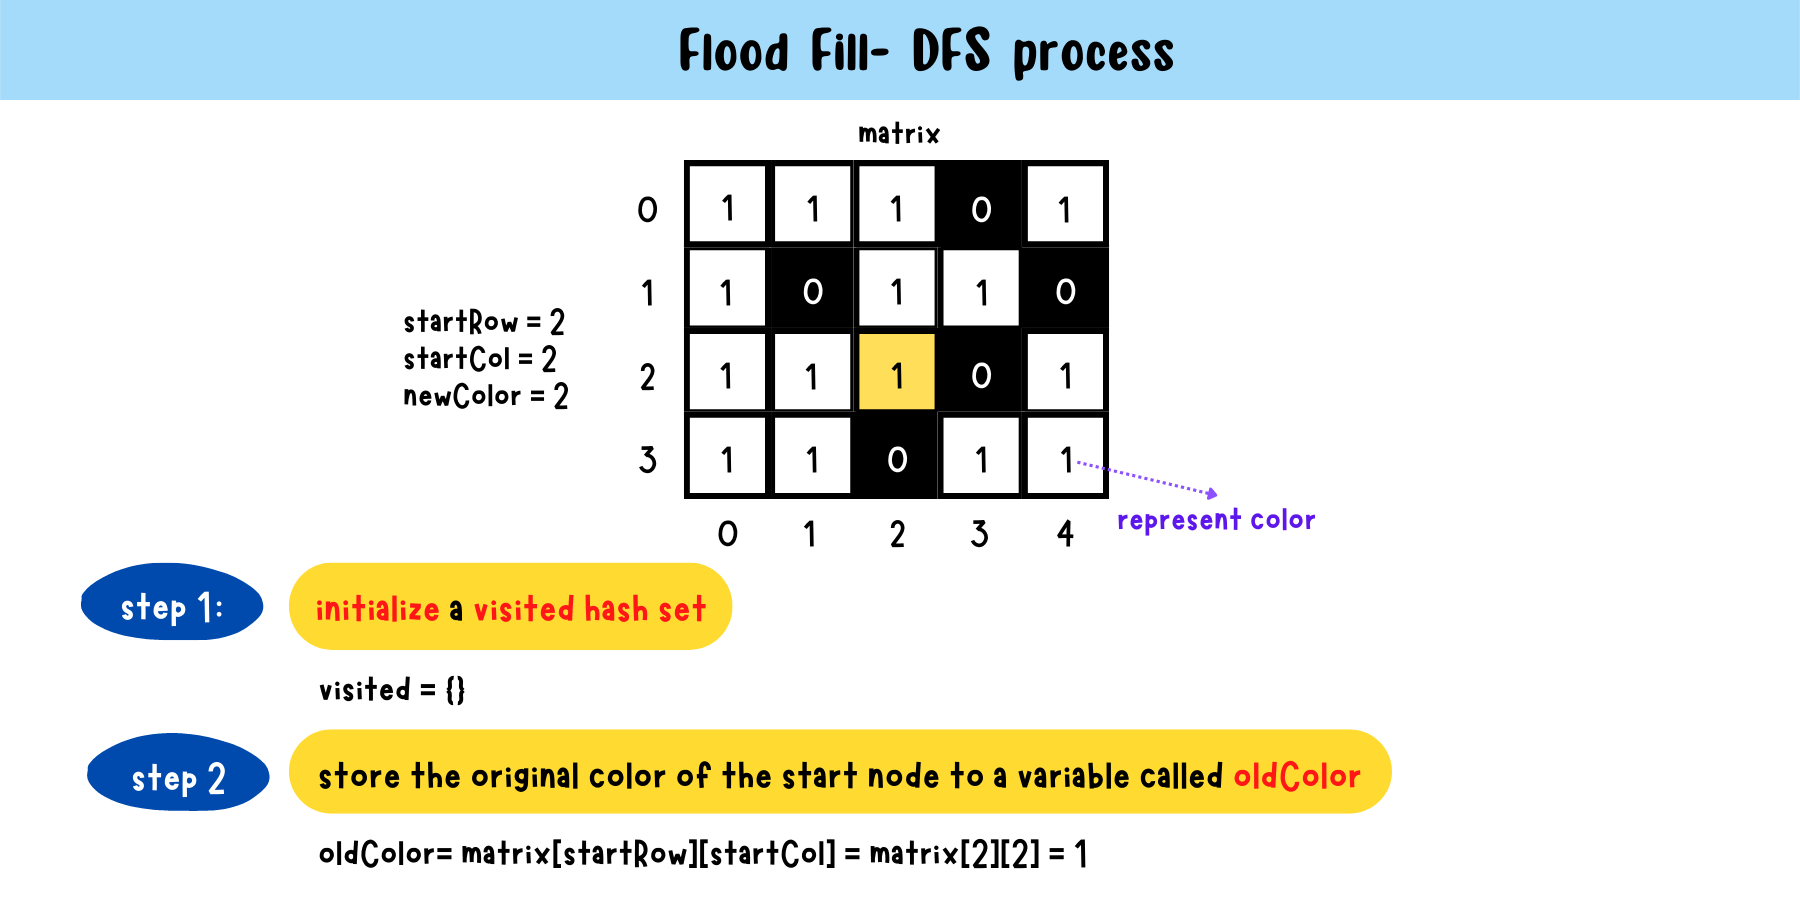 Flood Fill- DFS process
matrix
0 1 1 1 0 1
1 1 0 1 1 0
startRow = 2
startCol = 2
newColor = 2
2 1 1 1 0 1
3 1 1 0 1 1
represent color
0 1 2 3 4
step 1:
initialize a visited hash set
visited = {}
step 2
store the original color of the start node to a variable called oldColor
oldColor= matrix[startRow][startCol] = matrix[2][2] = 1